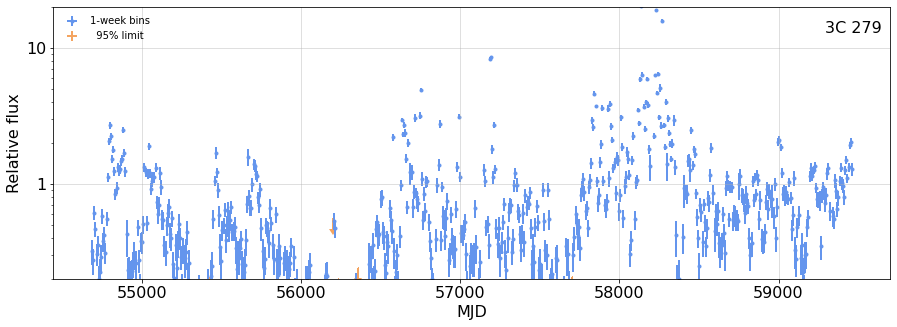 1-week bins
95% limit
3C 279
10
1
Relative flux
55000
56000
57000
58000
59000
MJD